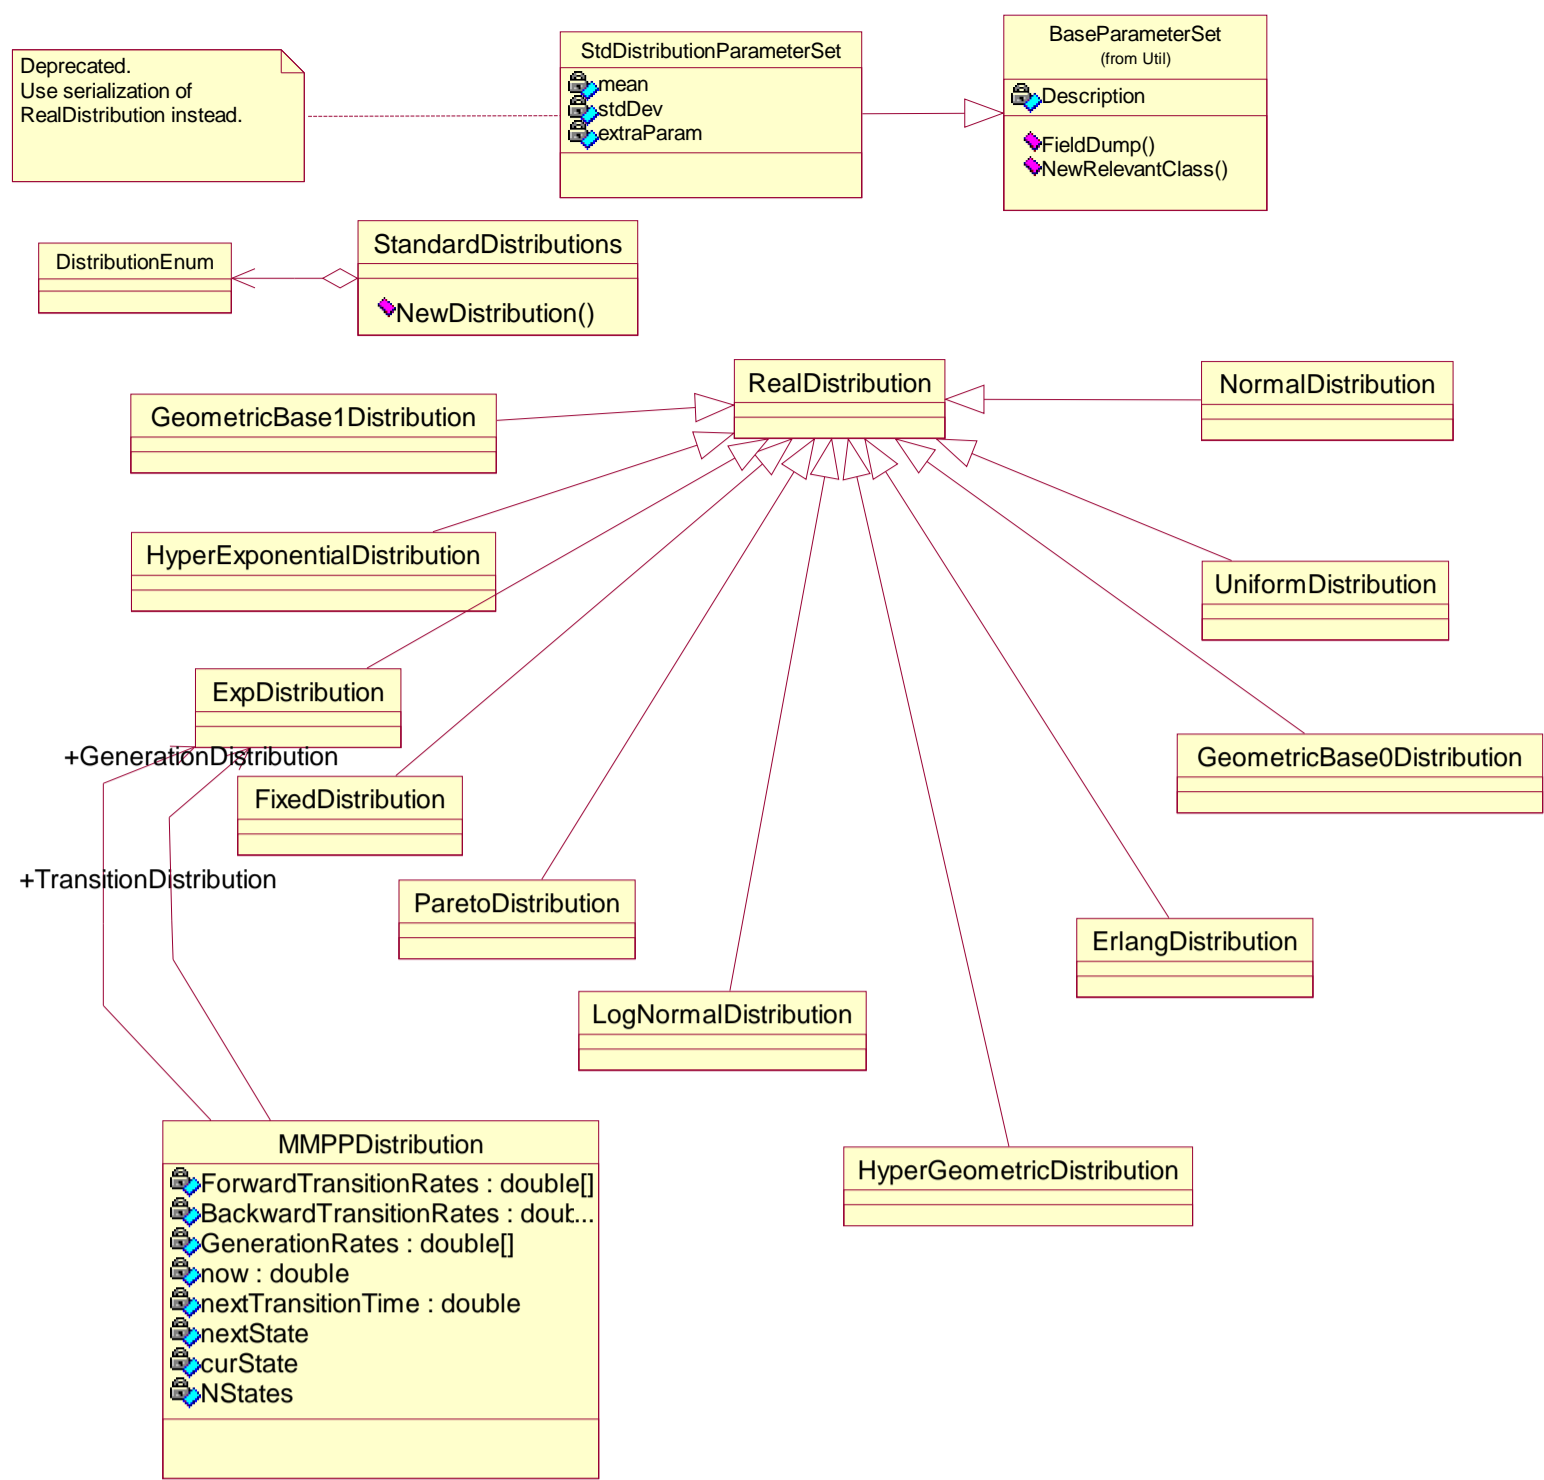 Deprecated.
Use serialization of
RealDistribution instead.
StdDistributionParameterSet
mean
stdDev
extraParam
BaseParameterSet
(from Util)
Description
FieldDump()
NewRelevantClass()
DistributionEnum
StandardDistributions
NewDistribution()
RealDistribution
NormalDistribution
GeometricBase1Distribution
HyperExponentialDistribution
UniformDistribution
ExpDistribution
+GenerationDistribution
GeometricBase0Distribution
FixedDistribution
+TransitionDistribution
ParetoDistribution
ErlangDistribution
LogNormalDistribution
MMPPDistribution
ForwardTransitionRates : double[]
BackwardTransitionRates : doub...
GenerationRates : double[]
now : double
nextTransitionTime : double
nextState
curState
NStates
HyperGeometricDistribution